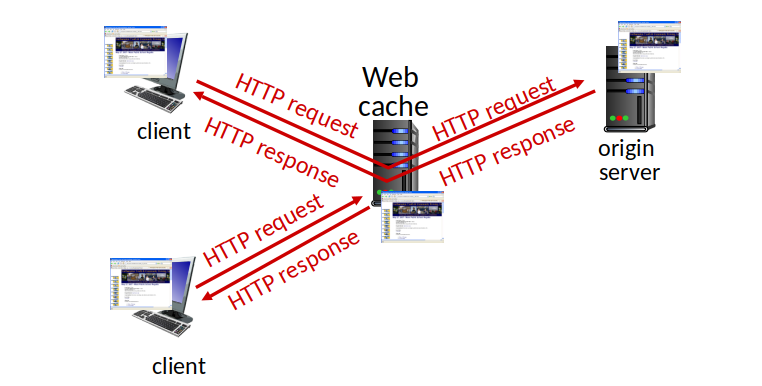 Web
cache
HTTP request
HTTP response
client
HTTP request
HTTP response
origin
server
HTTP request
HTTP response
client